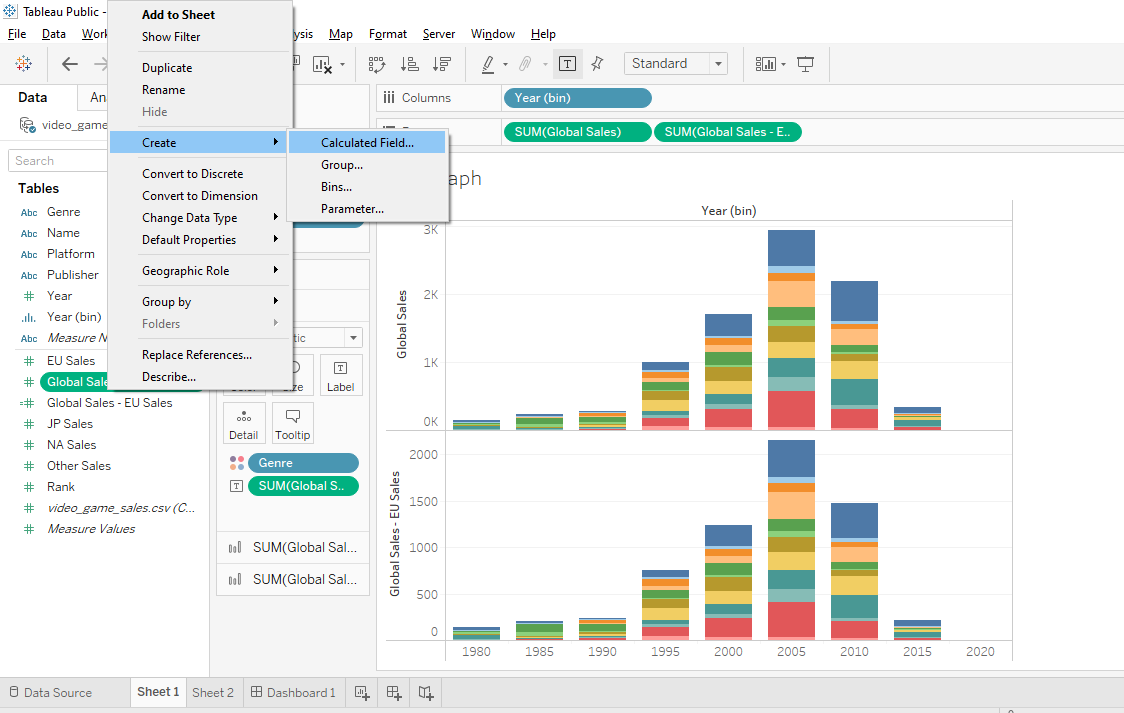 Tableau Public -
File Data Work
ysis Map Format Server Window Help
Add to Sheet
Show Filter
Duplicate
Rename
Hide
Create
Convert to Discrete
Convert to Dimension
Change Data Type
Default Properties
Geographic Role
Group by
Folders
Replace References...
Describe...
Calculated Field...
Group...
Bins...
Parameter...
Standard
Data An
video_game
Search
Tables
Abc Genre
Abc Name
Abc Platform
Abc Publisher
Year
Year (bin)
Abc Measure N
EU Sales
Global Sale
Global Sales - EU Sales
JP Sales
NA Sales
Other Sales
Rank
video_game_sales.csv (C...
Measure Values
tic
Label
Detail
Tooltip
Genre
SUM(Global S..
SUM(Global Sal...
SUM(Global Sal...
Columns
Year (bin)
SUM(Global Sales)
SUM(Global Sales - E..
aph
Year (bin)
Global Sales
3K
2K
1K
0K
Global Sales - EU Sales
2000
1500
1000
500
0
1980 1985 1990 1995 2000 2005 2010 2015 2020
Data Source
Sheet 1
Sheet 2
Dashboard 1